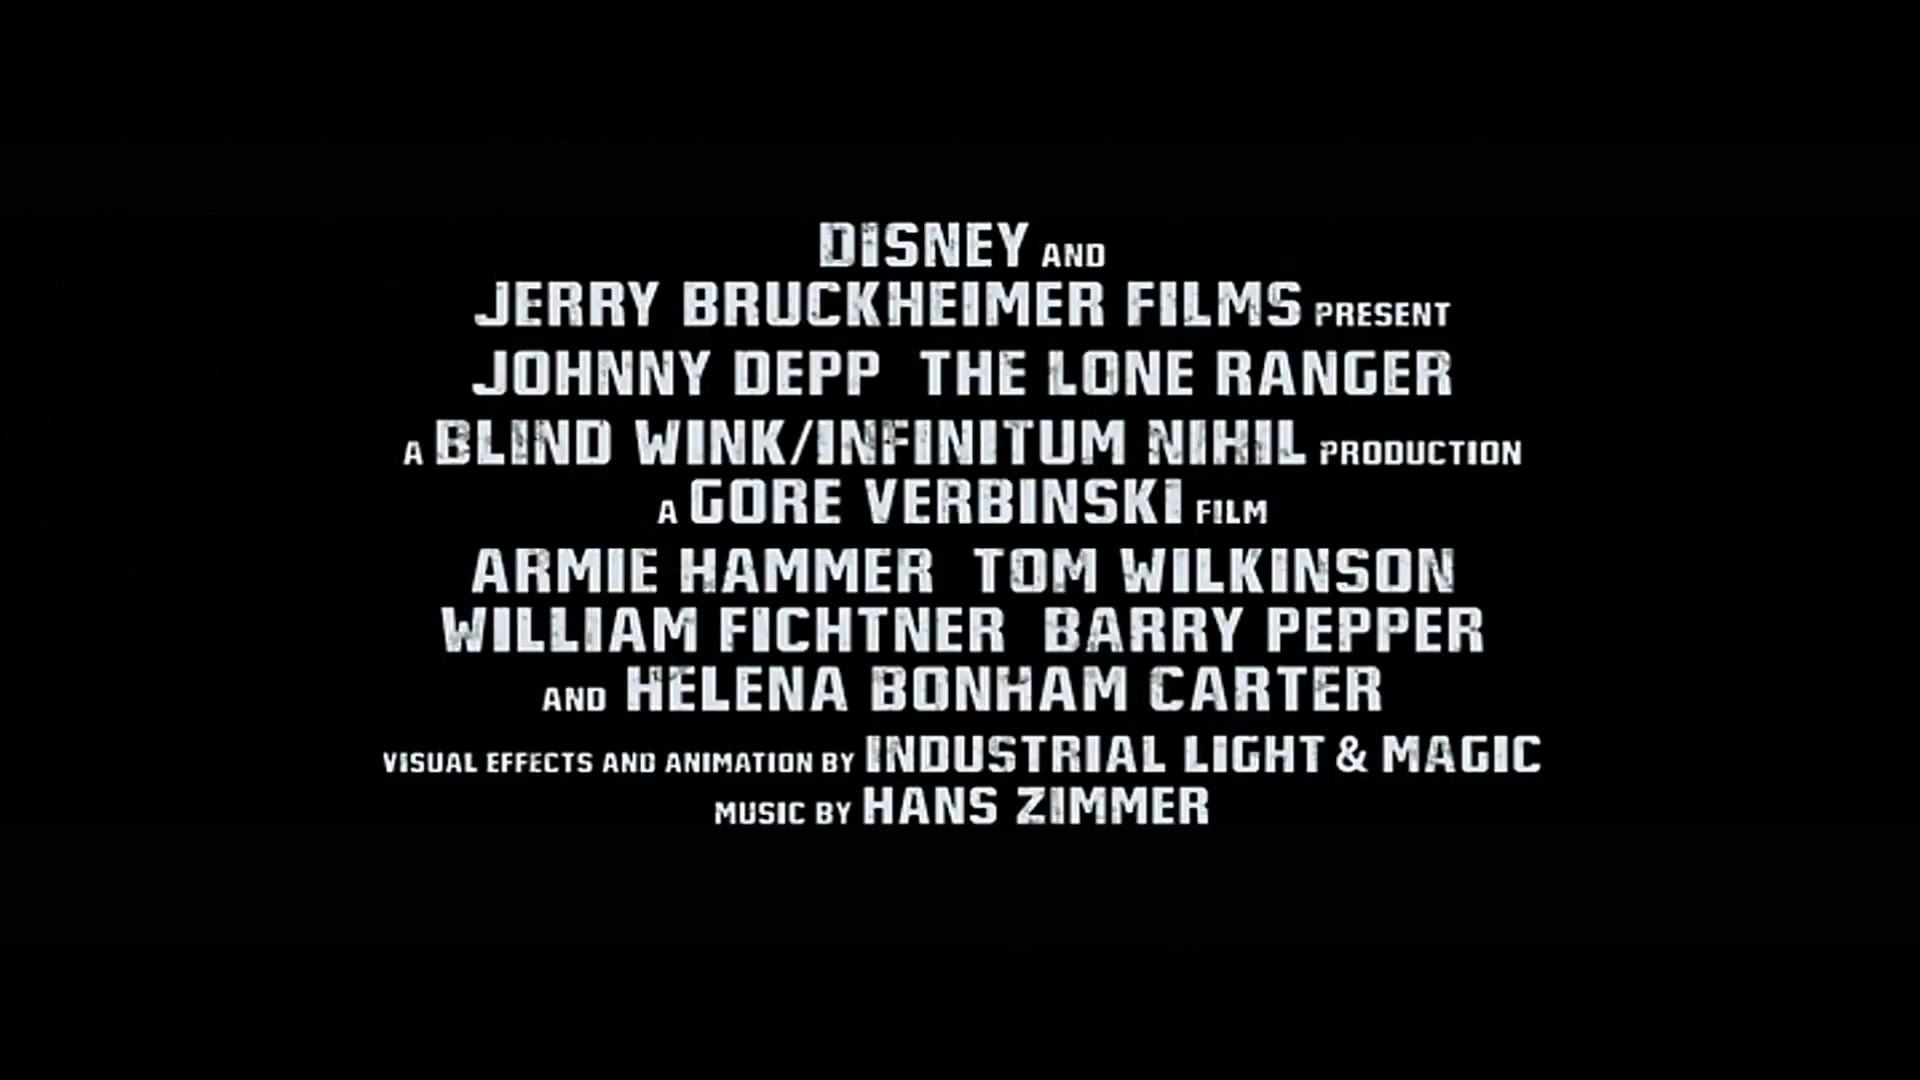 DISNEY AND
JERRY BRUCKHEIMER FILMS PRESENT
JOHNNY DEPP THE LONE RANGER
A BLIND WINK/INFINITUM NIHIL PRODUCTION
A GORE VERBINSKI FILM
ARMIE HAMMER TOM WILKINSON
WILLIAM FICHTNER BARRY PEPPER
AND HELENA BONHAM CARTER
VISUAL EFFECTS AND ANIMATION BY INDUSTRIAL LIGHT & MAGIC
MUSIC BY HANS ZIMMER